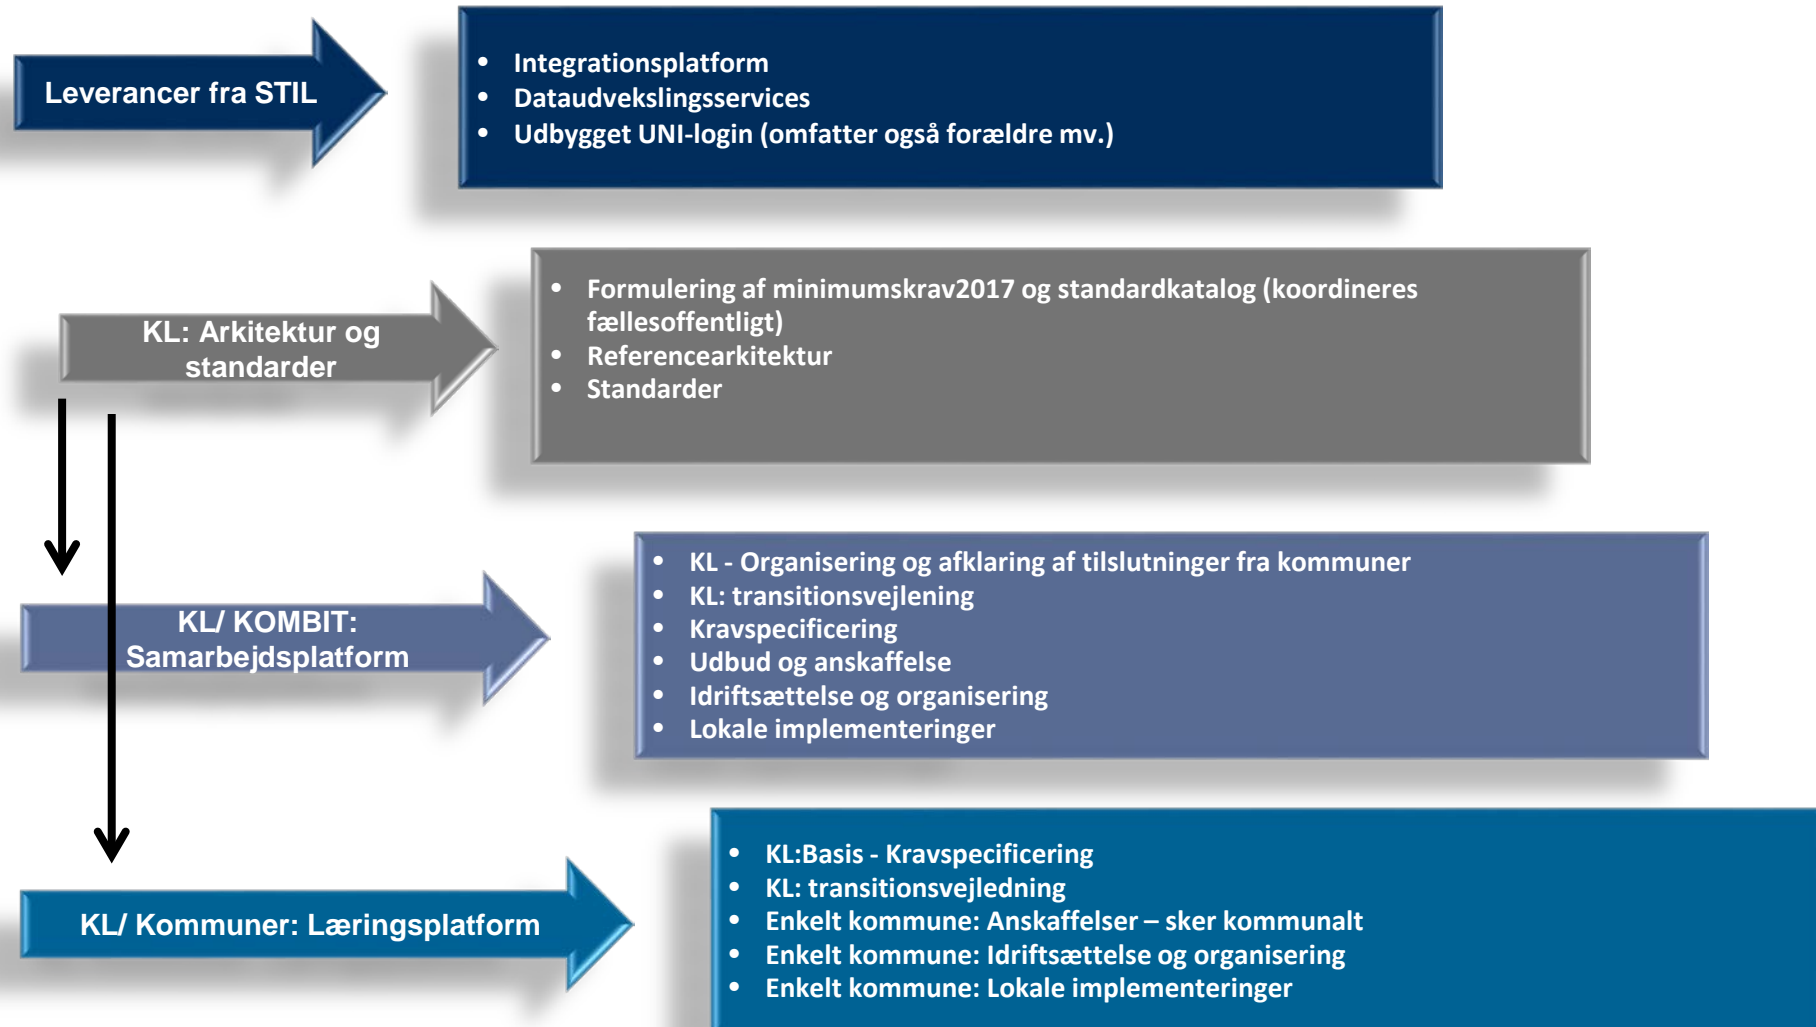 Leverancer fra STIL
• Integrationsplatform
• Dataudvekslingsservices
• Udbygget UNI-login (omfatter også forældre mv.)
KL: Arkitektur og
standarder
• Formulering af minimumskrav2017 og standardkatalog (koordineres
fællesoffentligt)
• Referencearkitektur
• Standarder
KL/ KOMBIT:
Samarbejdsplatform
• KL - Organisering og afklaring af tilslutninger fra kommuner
• KL: transitionsvejlening
• Kravspecificering
• Udbud og anskaffelse
• Idriftsættelse og organisering
• Lokale implementeringer
KL/ Kommuner: Læringsplatform
• KL:Basis - Kravspecificering
• KL: transitionsvejledning
• Enkelt kommune: Anskaffelser – sker kommunalt
• Enkelt kommune: Idriftsættelse og organisering
• Enkelt kommune: Lokale implementeringer